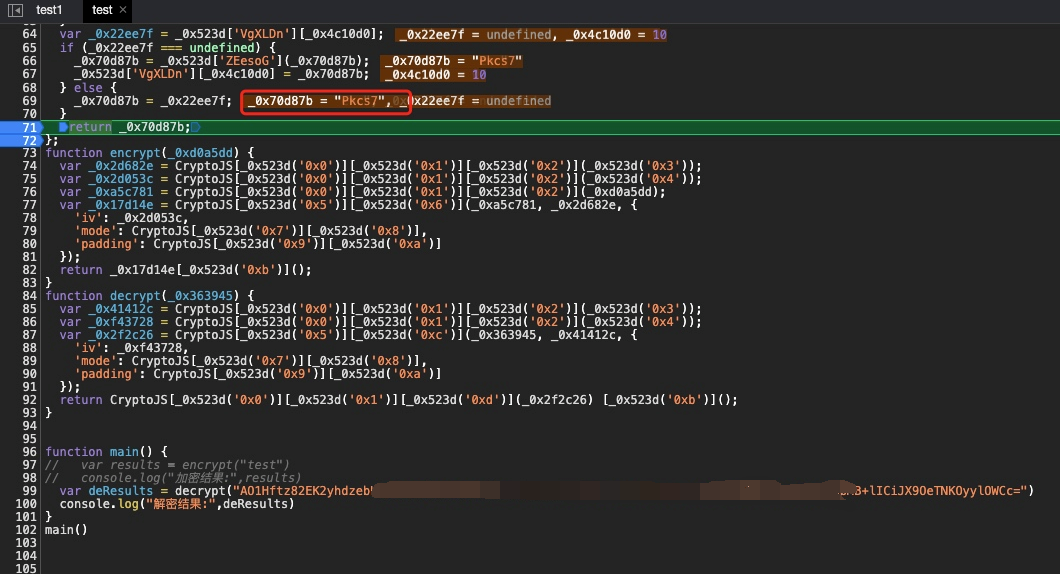 test1 test ×
64 var _0x22ee7f = _0x523d['VgXLDn'][_0x4c10d0]; _0x22ee7f = undefined, _0x4c10d0 = 10
65 if (_0x22ee7f === undefined) {
66 _0x70d87b = _0x523d['ZEesoG'](_0x70d87b); _0x70d87b = "Pkcs7"
67 _0x523d['VgXLDn'][_0x4c10d0] = _0x70d87b; _0x4c10d0 = 10
68 } else {
69 _0x70d87b = _0x22ee7f; _0x70d87b = "Pkcs7", _0x22ee7f = undefined
70 }
71 return _0x70d87b;
72 };
73 function encrypt(_0xd0a5dd) {
74 var _0x2d682e = CryptoJS[_0x523d('0x0')][_0x523d('0x1')][_0x523d('0x2')](_0x523d('0x3'));
75 var _0x2d053c = CryptoJS[_0x523d('0x0')][_0x523d('0x1')][_0x523d('0x2')](_0x523d('0x4'));
76 var _0xa5c781 = CryptoJS[_0x523d('0x0')][_0x523d('0x1')][_0x523d('0x2')](_0xd0a5dd);
77 var _0x17d14e = CryptoJS[_0x523d('0x5')][_0x523d('0x6')](_0xa5c781, _0x2d682e, {
78 'iv': _0x2d053c,
79 'mode': CryptoJS[_0x523d('0x7')][_0x523d('0x8')],
80 'padding': CryptoJS[_0x523d('0x9')][_0x523d('0xa')]
81 });
82 return _0x17d14e[_0x523d('0xb')]();
83 }
84 function decrypt(_0x363945) {
85 var _0x41412c = CryptoJS[_0x523d('0x0')][_0x523d('0x1')][_0x523d('0x2')](_0x523d('0x3'));
86 var _0xf43728 = CryptoJS[_0x523d('0x0')][_0x523d('0x1')][_0x523d('0x2')](_0x523d('0x4'));
87 var _0x2f2c26 = CryptoJS[_0x523d('0x5')][_0x523d('0xc')](_0x363945, _0x41412c, {
88 'iv': _0xf43728,
89 'mode': CryptoJS[_0x523d('0x7')][_0x523d('0x8')],
90 'padding': CryptoJS[_0x523d('0x9')][_0x523d('0xa')]
91 });
92 return CryptoJS[_0x523d('0x0')][_0x523d('0x1')][_0x523d('0xd')](_0x2f2c26) [_0x523d('0xb')]();
93 }
94
95
96 function main() {
97 // var results = encrypt("test")
98 // console.log("加密结果:",results)
99 var deResults = decrypt("AO1Hftz82EK2yhdzeb 3+lICiJX9OeTNKOyylOWCc=")
100 console.log("解密结果:",deResults)
101 }
102 main()
103
104
105